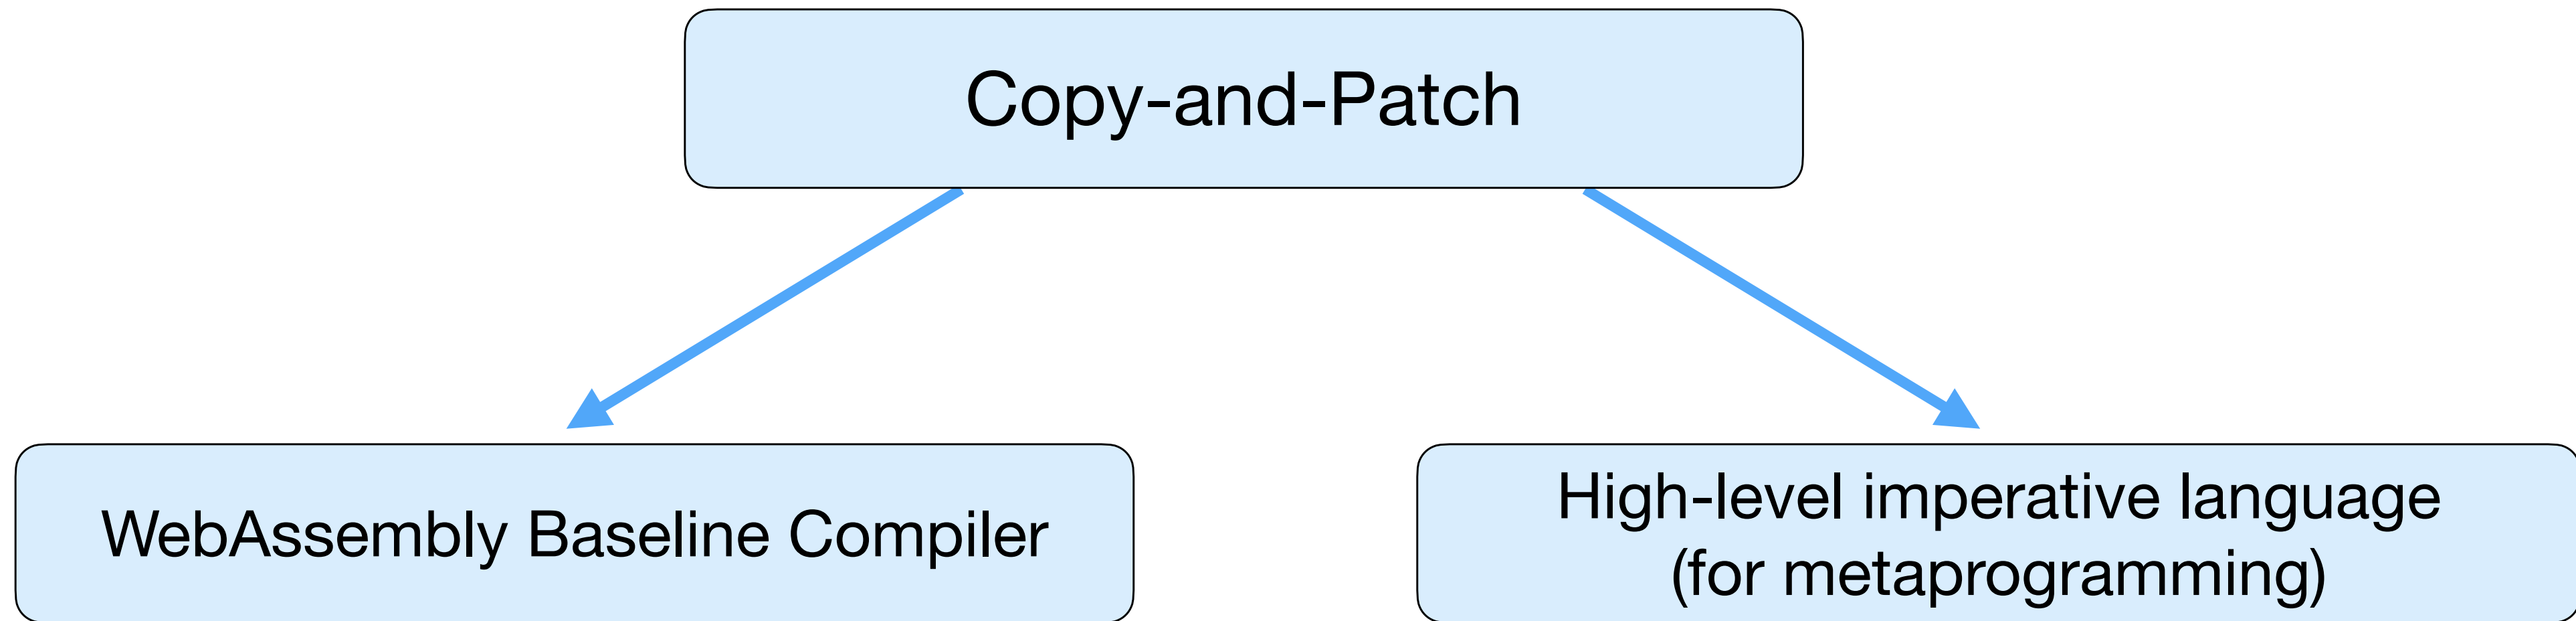 Copy-and-Patch
WebAssembly Baseline Compiler
High-level imperative language
(for metaprogramming)